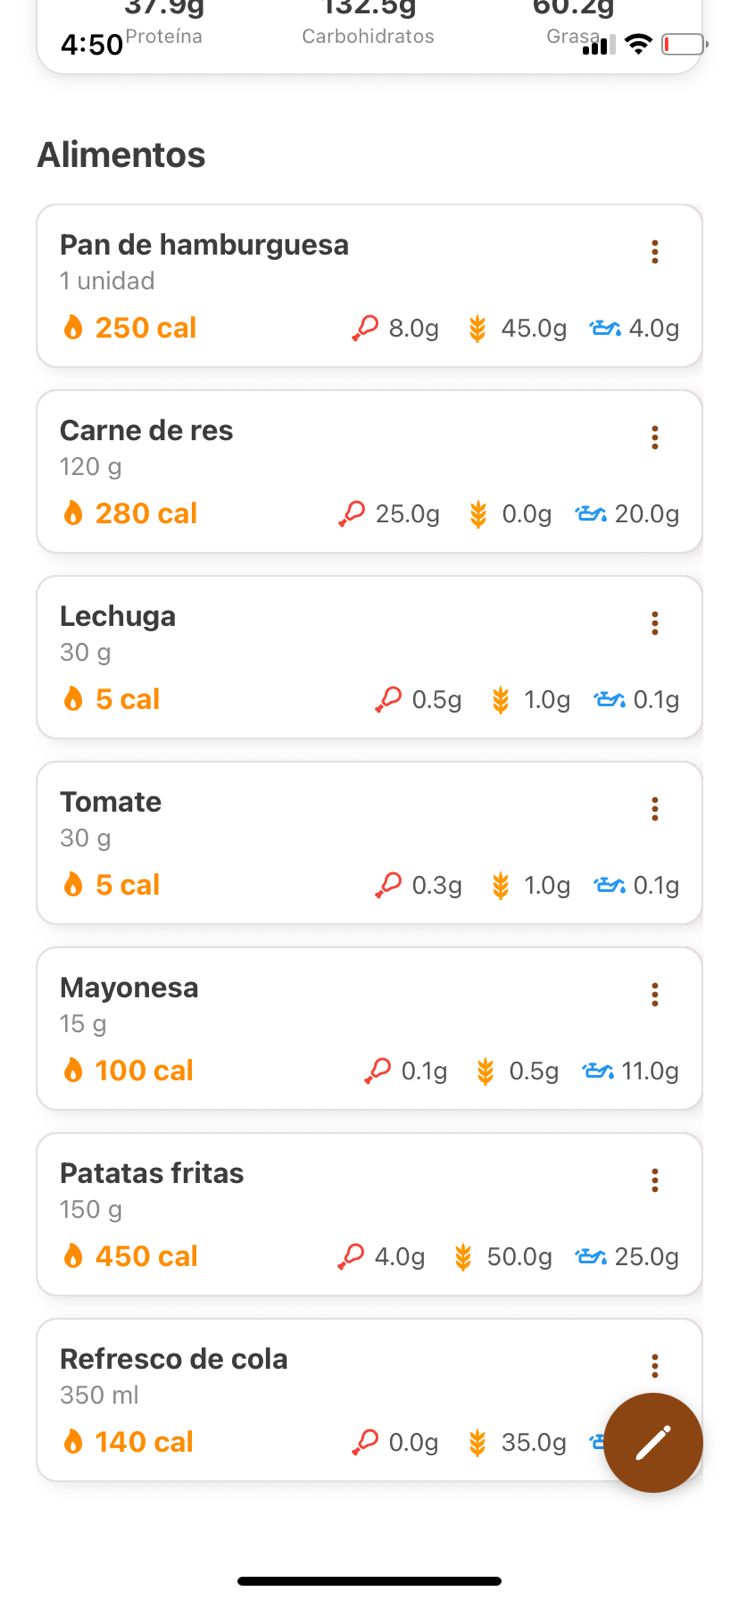 37.9g 132.5g 60.2g
Proteína Carbohidratos Grasa
4:50
Alimentos
Pan de hamburguesa
1 unidad
250 cal 8.0g 45.0g 4.0g
Carne de res
120 g
280 cal 25.0g 0.0g 20.0g
Lechuga
30 g
5 cal 0.5g 1.0g 0.1g
Tomate
30 g
5 cal 0.3g 1.0g 0.1g
Mayonesa
15 g
100 cal 0.1g 0.5g 11.0g
Patatas fritas
150 g
450 cal 4.0g 50.0g 25.0g
Refresco de cola
350 ml
140 cal 0.0g 35.0g